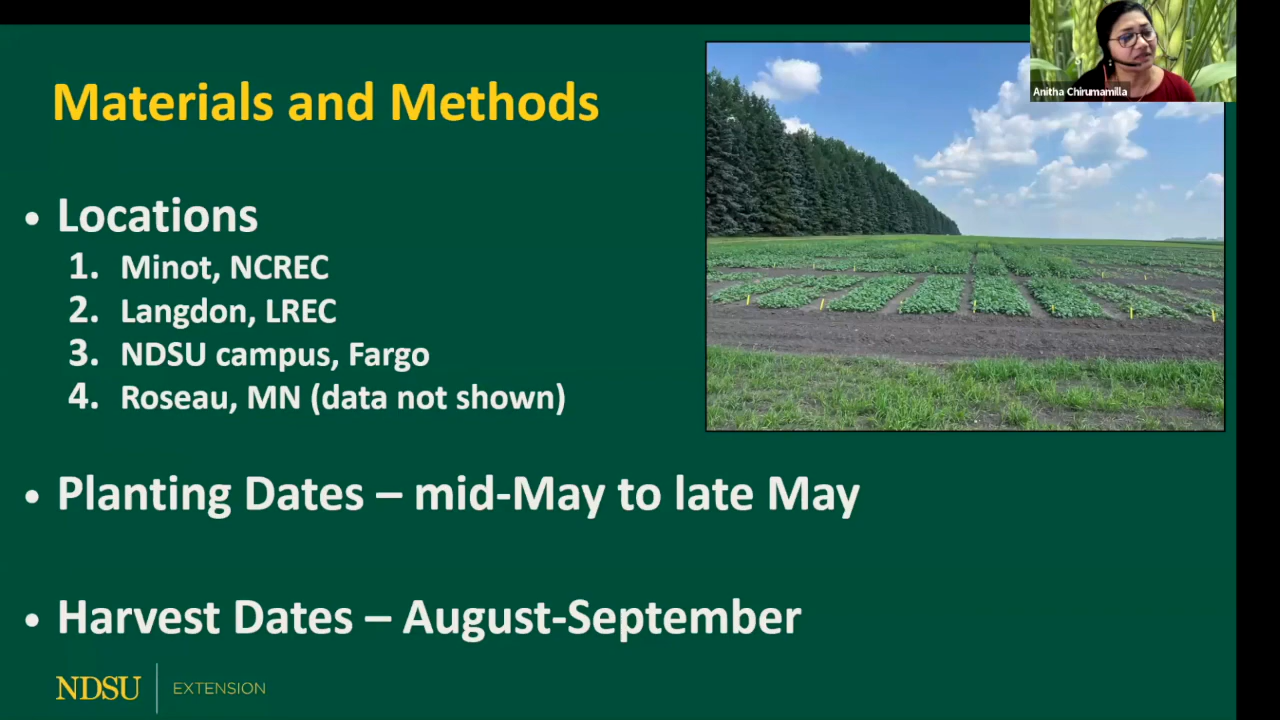 Materials and Methods
Anitha Chirumamilla
• Locations
1. Minot, NCREC
2. Langdon, LREC
3. NDSU campus, Fargo
4. Roseau, MN (data not shown)
• Planting Dates – mid-May to late May
• Harvest Dates – August-September
NDSU EXTENSION